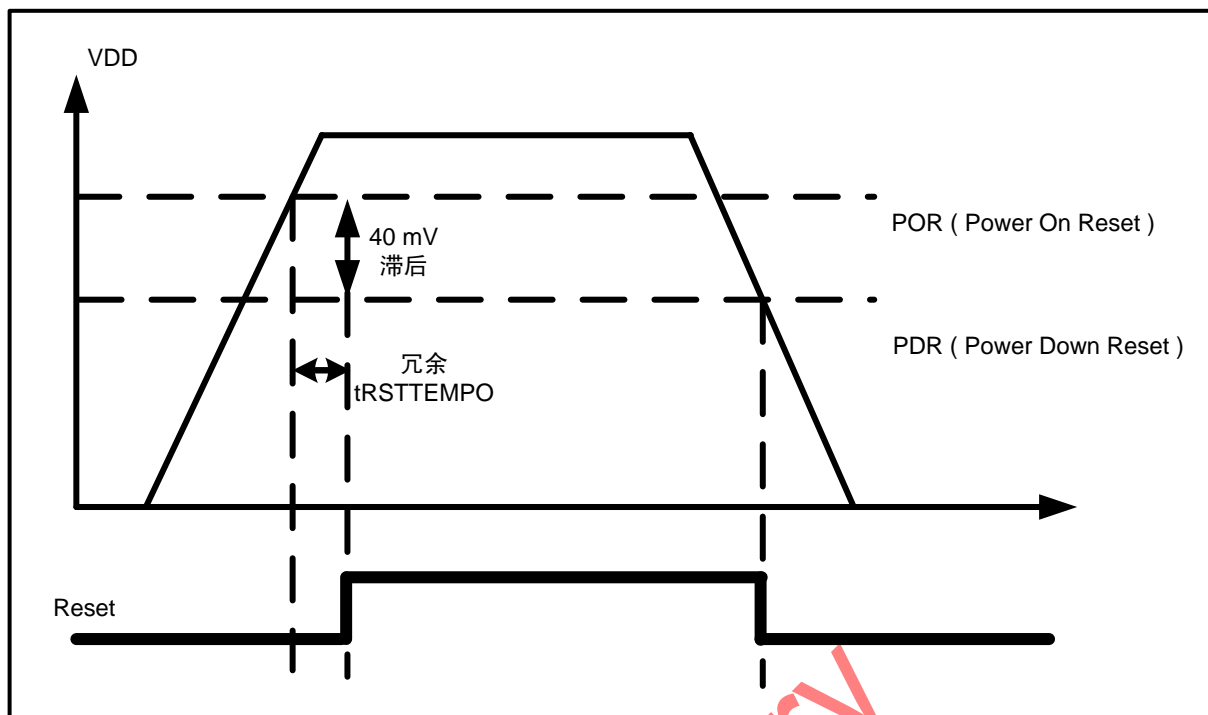 VDD
POR ( Power On Reset )
40 mV
滞后
PDR ( Power Down Reset )
冗余
tRSTTEMPO
Reset